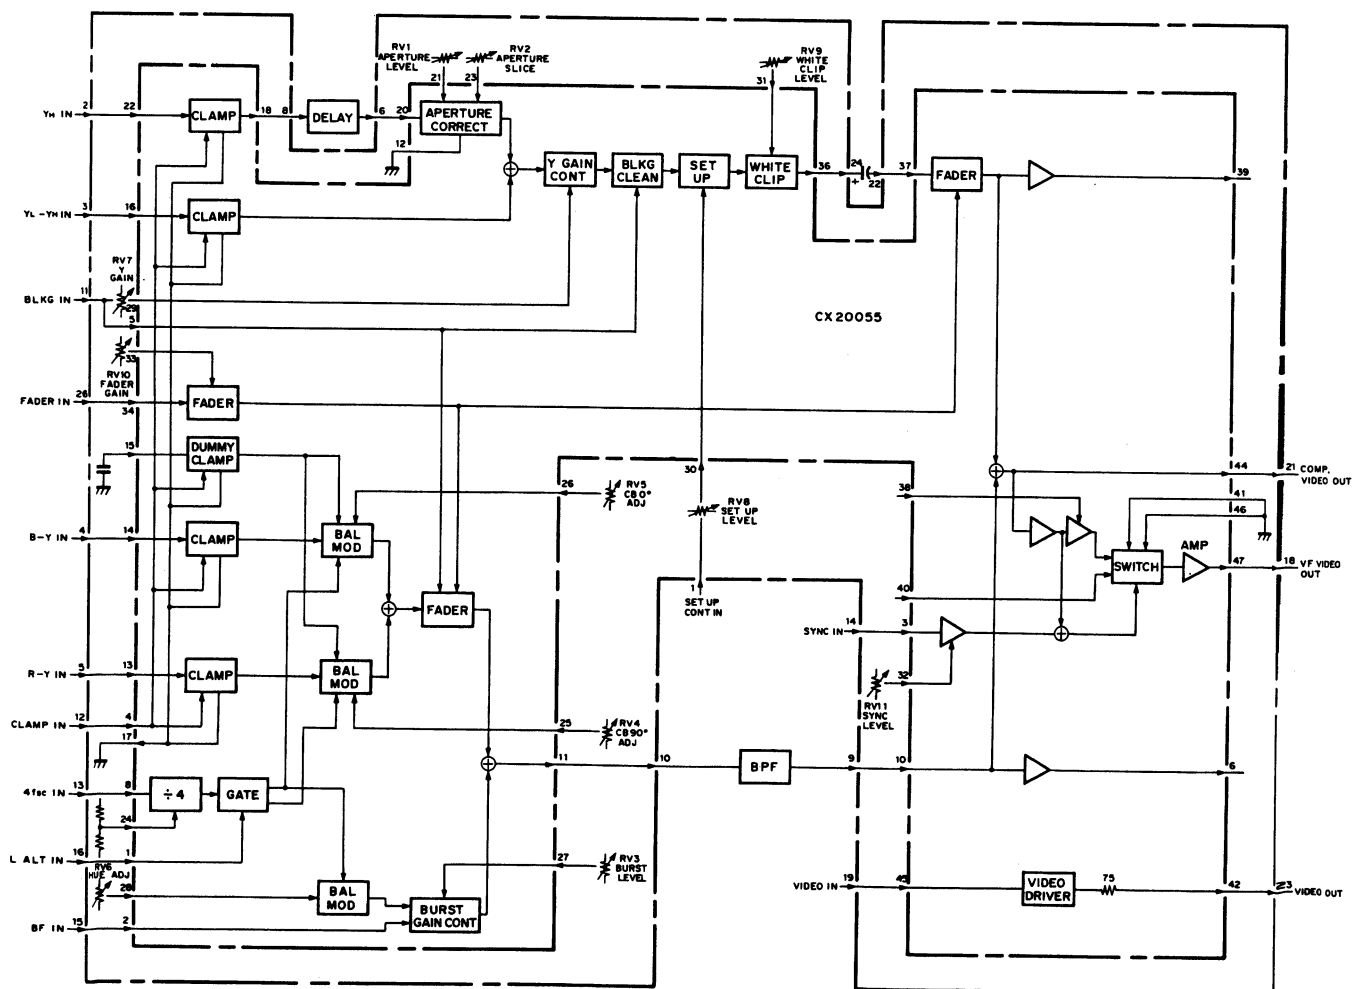 RV1
APERTURE
LEVEL
RV2
APERTURE
SLICE
RV9
WHITE
CLIP
LEVEL
21
23
31
YH IN
2
22
CLAMP
18
8
DELAY
6
20
APERTURE
CORRECT
12
Y GAIN
CONT
BLKG
CLEAN
SET
UP
WHITE
CLIP
36
24
+
22
37
FADER
39
YL-YH IN
3
16
CLAMP
RV7
Y
GAIN
BLKG IN
11
29
5
CX20055
33
RV10
FADER
GAIN
FADER IN
26
34
FADER
15
DUMMY
CLAMP
26
RV5
CB 0°
ADJ
30
RV8
SET UP
LEVEL
38
44
21
COMP.
VIDEO OUT
41
46
B-Y IN
4
14
CLAMP
BAL
MOD
SWITCH
AMP
47
18
VF VIDEO
OUT
1
SET UP
CONT IN
40
FADER
SYNC IN
14
3
R-Y IN
5
13
CLAMP
BAL
MOD
32
RV11
SYNC
LEVEL
CLAMP IN
12
4
17
25
RV4
CB90°
ADJ
11
10
BPF
9
10
6
4fsc IN
13
8
÷4
GATE
24
L ALT IN
16
1
RV6
HUE ADJ
28
27
RV3
BURST
LEVEL
BAL
MOD
BURST
GAIN CONT
BF IN
15
2
VIDEO IN
19
45
VIDEO
DRIVER
75
42
23
VIDEO OUT